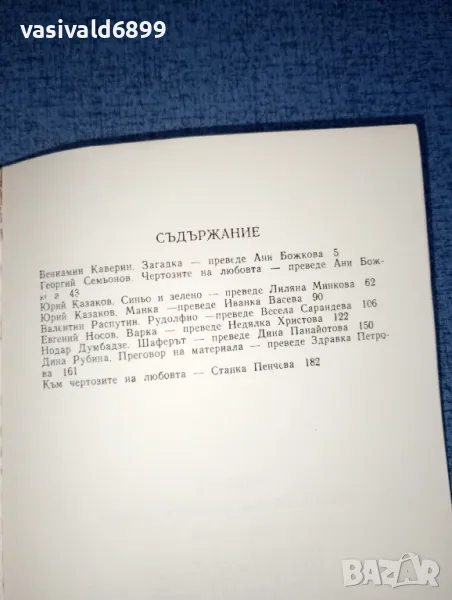 vasivald6899
СЪДЪРЖАНИЕ
Вениамин Каверин. Загадка — преведе Ани Божкова 5
Георгий Семьонов. Чертозите на любовта — преведе Ани Бож-
43
Юрий Казаков. Синьо и зелено — преведе Лиляна Минкова 62
Юрий Казаков. Манка —преведе Иванка Васева 90
Валентин Распутин. Рудолфио —преведе Весела Сарандева 106
Евгений Носов. Варка — преведе Недялка Христова 122
Нодар Думбадзе. Шаферът — преведе Дина Панайотова 150
Дина Рубина. Преговор на материала — преведе Здравка Петро-
ва 161
Към чертозите на любовта — Станка Пенчева 182
BAZAR